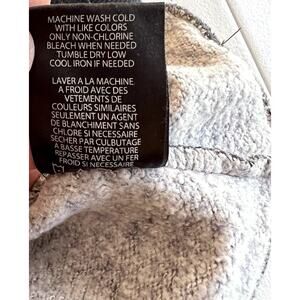 MACHINE WASH COLD
WITH LIKE COLORS
ONLY NON-CHLORINE
BLEACH WHEN NEEDED
TUMBLE DRY LOW
COOL IRON IF NEEDED
LAVER A LA MACHINE
A FROID AVEC DES
VETEMENTS DE
COULEURS SIMILAIRES
SEULEMENT UN AGENT
DE BLANCHIMENT SANS
CHLORE SI NECESSAIRE
SECHER PAR CULBUTAGE
A BASSE TEMPERATURE
REPASSER AVEC UN FER
FROID SI NECESSAIRE